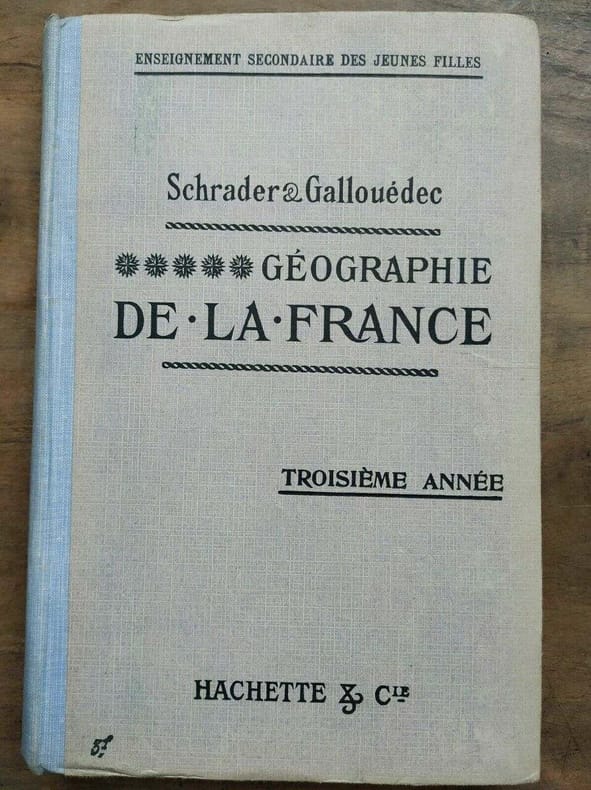 ENSEIGNEMENT SECONDAIRE DES JEUNES FILLES
Schrader & Gallouédec
GÉOGRAPHIE
DE·LA·FRANCE
TROISIÈME ANNÉE
HACHETTE & Cie